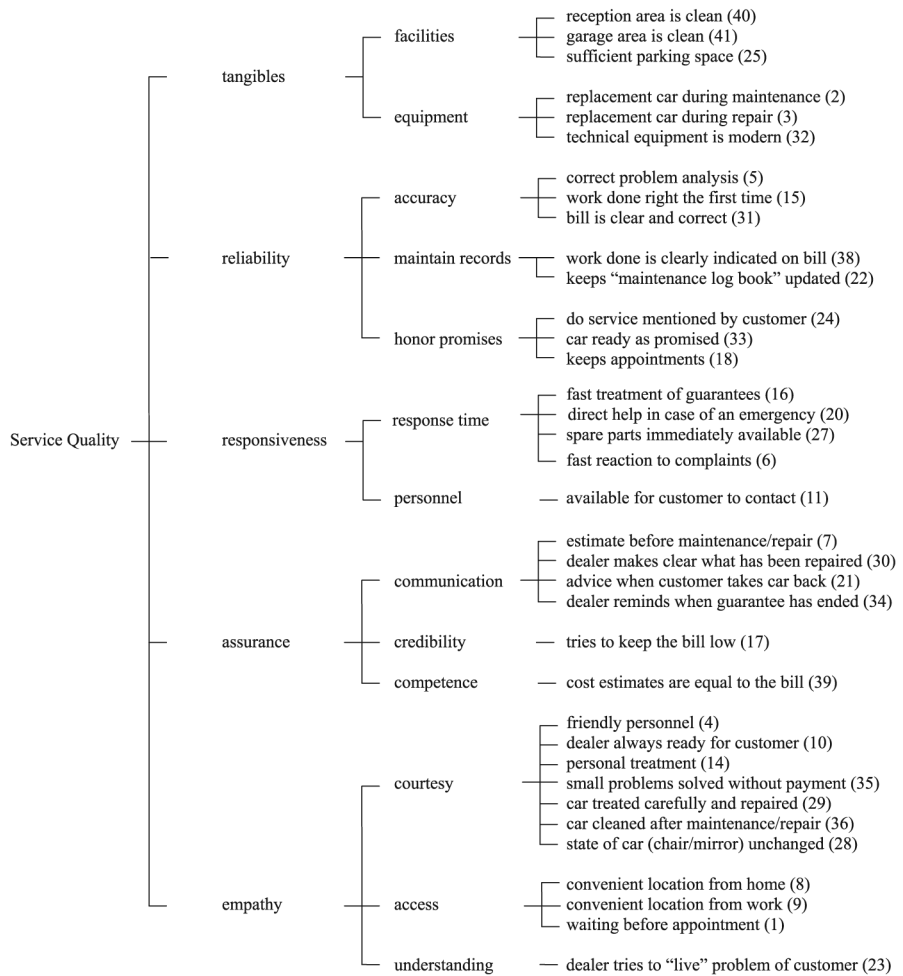 reception area is clean (40)
facilities
garage area is clean (41)
sufficient parking space (25)
tangibles
replacement car during maintenance (2)
equipment
replacement car during repair (3)
technical equipment is modern (32)
correct problem analysis (5)
accuracy
work done right the first time (15)
bill is clear and correct (31)
reliability
maintain records
work done is clearly indicated on bill (38)
keeps “maintenance log book” updated (22)
do service mentioned by customer (24)
honor promises
car ready as promised (33)
keeps appointments (18)
fast treatment of guarantees (16)
response time
direct help in case of an emergency (20)
spare parts immediately available (27)
Service Quality
responsiveness
fast reaction to complaints (6)
personnel
available for customer to contact (11)
estimate before maintenance/repair (7)
dealer makes clear what has been repaired (30)
communication
advice when customer takes car back (21)
dealer reminds when guarantee has ended (34)
assurance
credibility
tries to keep the bill low (17)
competence
cost estimates are equal to the bill (39)
friendly personnel (4)
dealer always ready for customer (10)
personal treatment (14)
courtesy
small problems solved without payment (35)
car treated carefully and repaired (29)
car cleaned after maintenance/repair (36)
state of car (chair/mirror) unchanged (28)
convenient location from home (8)
empathy
access
convenient location from work (9)
waiting before appointment (1)
understanding
dealer tries to “live” problem of customer (23)